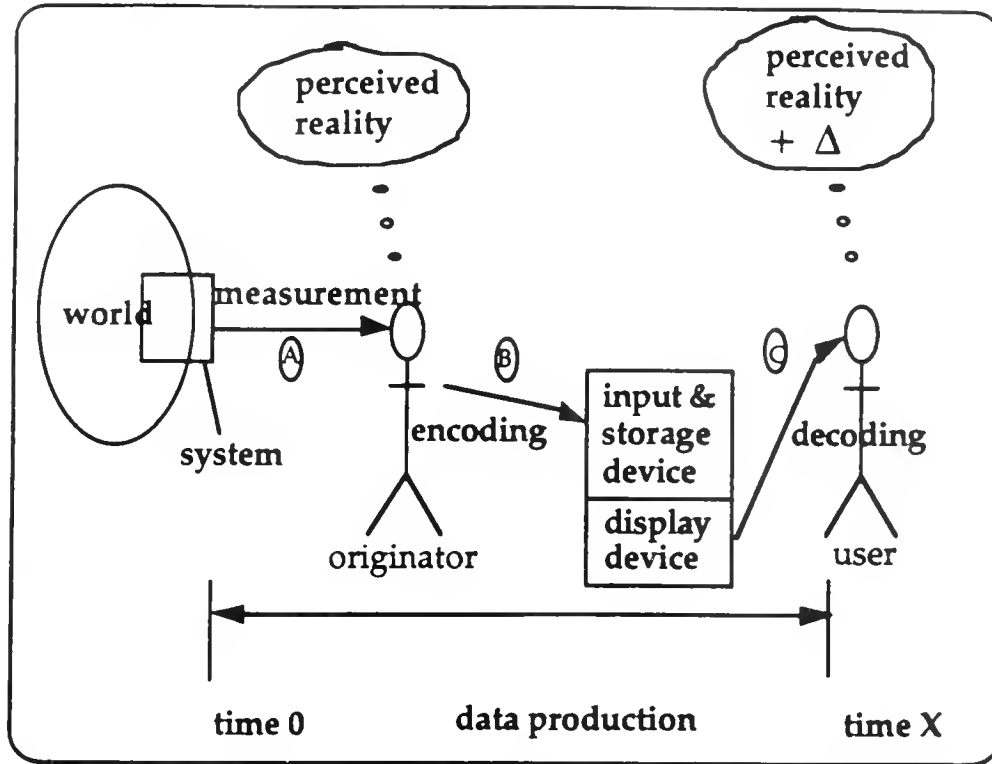 perceived
reality
perceived
reality
+ Δ
world
measurement
A
B
C
system
encoding
input &
storage
device
decoding
display
device
originator
user
time 0
data production
time X